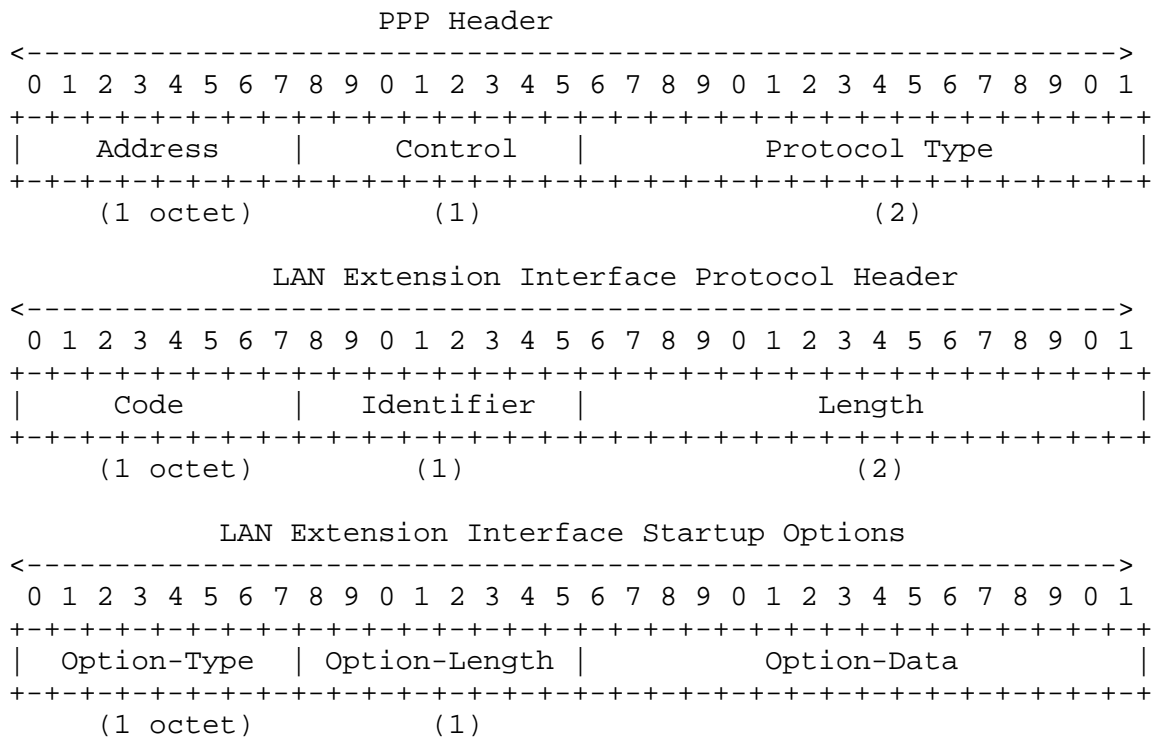 PPP Header
<-------------------------------------------------------------->
0 1 2 3 4 5 6 7 8 9 0 1 2 3 4 5 6 7 8 9 0 1 2 3 4 5 6 7 8 9 0 1
+-+-+-+-+-+-+-+-+-+-+-+-+-+-+-+-+-+-+-+-+-+-+-+-+-+-+-+-+-+-+-+-+
| Address | Control | Protocol Type |
+-+-+-+-+-+-+-+-+-+-+-+-+-+-+-+-+-+-+-+-+-+-+-+-+-+-+-+-+-+-+-+-+
(1 octet) (1) (2)
LAN Extension Interface Protocol Header
<-------------------------------------------------------------->
0 1 2 3 4 5 6 7 8 9 0 1 2 3 4 5 6 7 8 9 0 1 2 3 4 5 6 7 8 9 0 1
+-+-+-+-+-+-+-+-+-+-+-+-+-+-+-+-+-+-+-+-+-+-+-+-+-+-+-+-+-+-+-+-+
| Code | Identifier | Length |
+-+-+-+-+-+-+-+-+-+-+-+-+-+-+-+-+-+-+-+-+-+-+-+-+-+-+-+-+-+-+-+-+
(1 octet) (1) (2)
LAN Extension Interface Startup Options
<-------------------------------------------------------------->
0 1 2 3 4 5 6 7 8 9 0 1 2 3 4 5 6 7 8 9 0 1 2 3 4 5 6 7 8 9 0 1
+-+-+-+-+-+-+-+-+-+-+-+-+-+-+-+-+-+-+-+-+-+-+-+-+-+-+-+-+-+-+-+-+
| Option-Type | Option-Length | Option-Data |
+-+-+-+-+-+-+-+-+-+-+-+-+-+-+-+-+-+-+-+-+-+-+-+-+-+-+-+-+-+-+-+-+
(1 octet) (1)